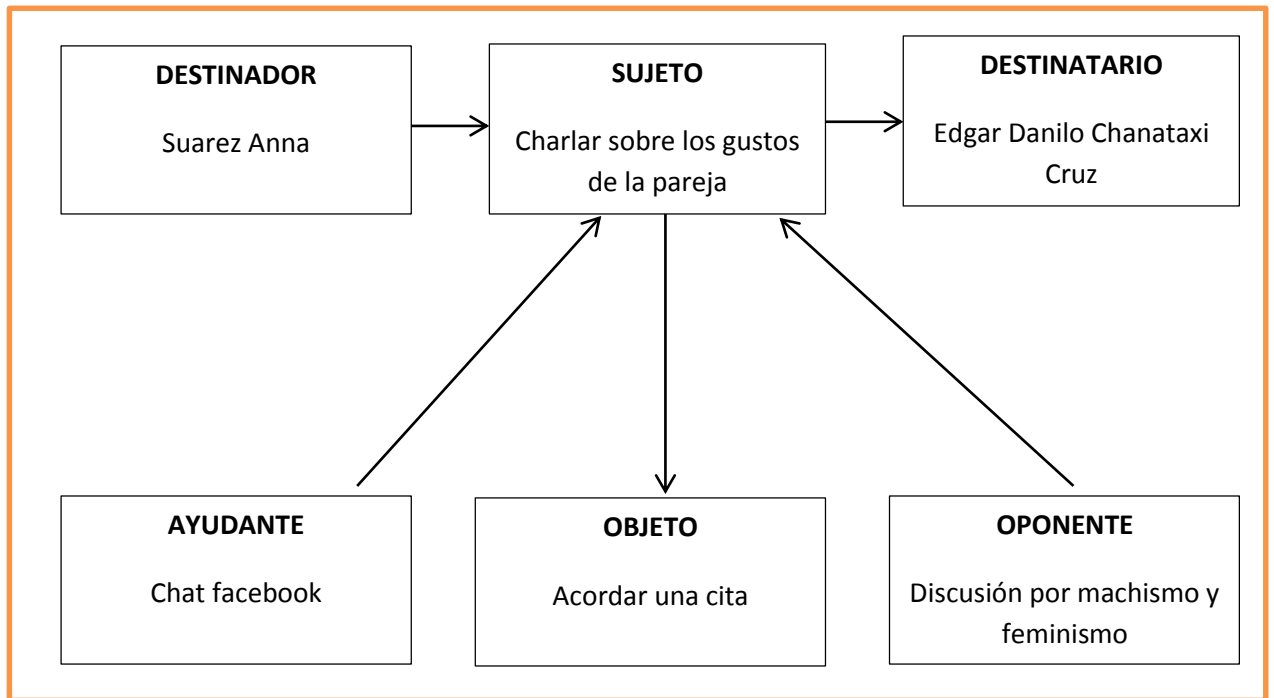 DESTINADOR
Suarez Anna
SUJETO
Charlar sobre los gustos
de la pareja
DESTINATARIO
Edgar Danilo Chanataxi
Cruz
AYUDANTE
Chat facebook
OBJETO
Acordar una cita
OPONENTE
Discusión por machismo y
feminismo